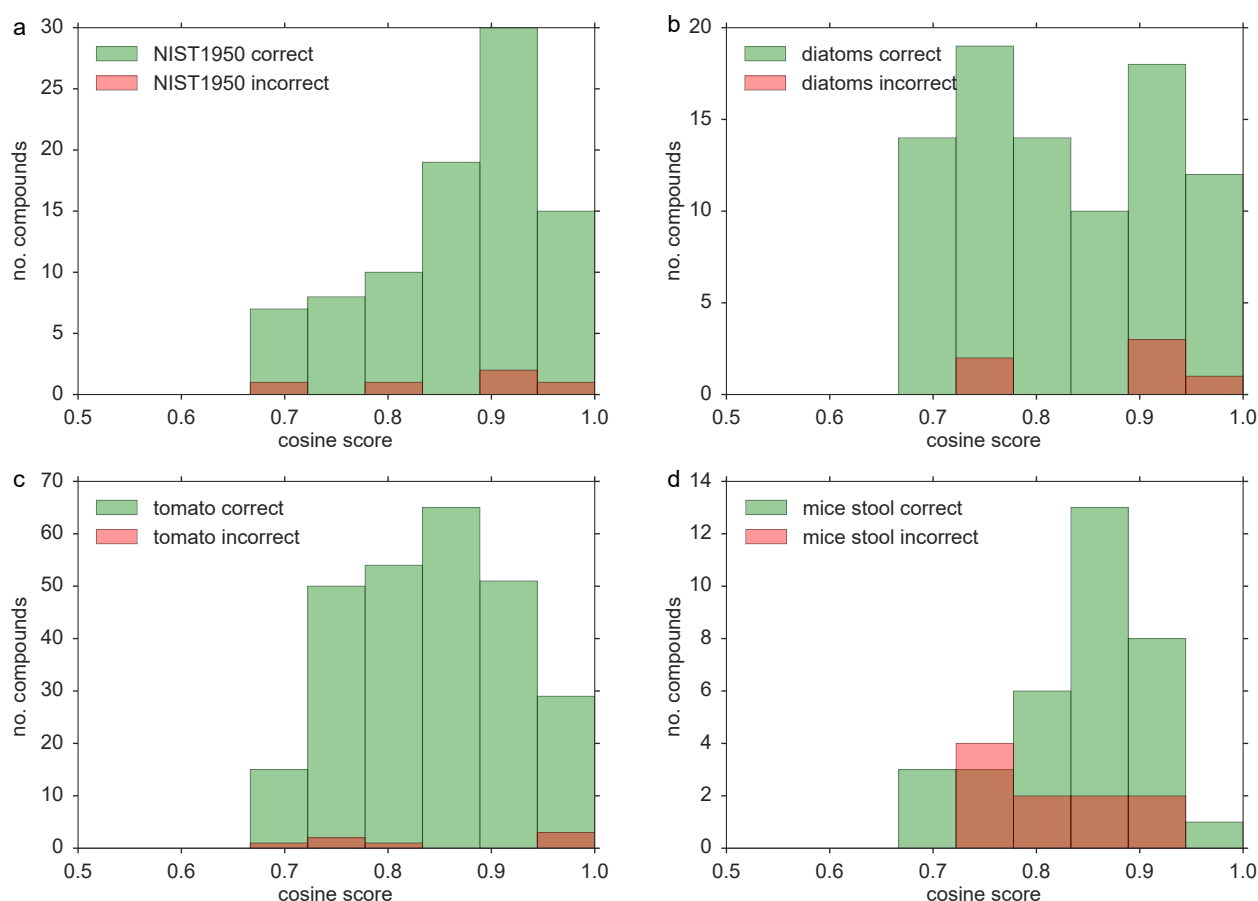 a
30
NIST1950 correct
25
NIST1950 incorrect
20
15
10
5
0
no. compounds
0.5 0.6 0.7 0.8 0.9 1.0
cosine score
b
20
diatoms correct
diatoms incorrect
15
10
5
0
no. compounds
0.5 0.6 0.7 0.8 0.9 1.0
cosine score
c
70
tomato correct
60
tomato incorrect
50
40
30
20
10
0
no. compounds
0.5 0.6 0.7 0.8 0.9 1.0
cosine score
d
14
mice stool correct
12
mice stool incorrect
10
8
6
4
2
0
no. compounds
0.5 0.6 0.7 0.8 0.9 1.0
cosine score